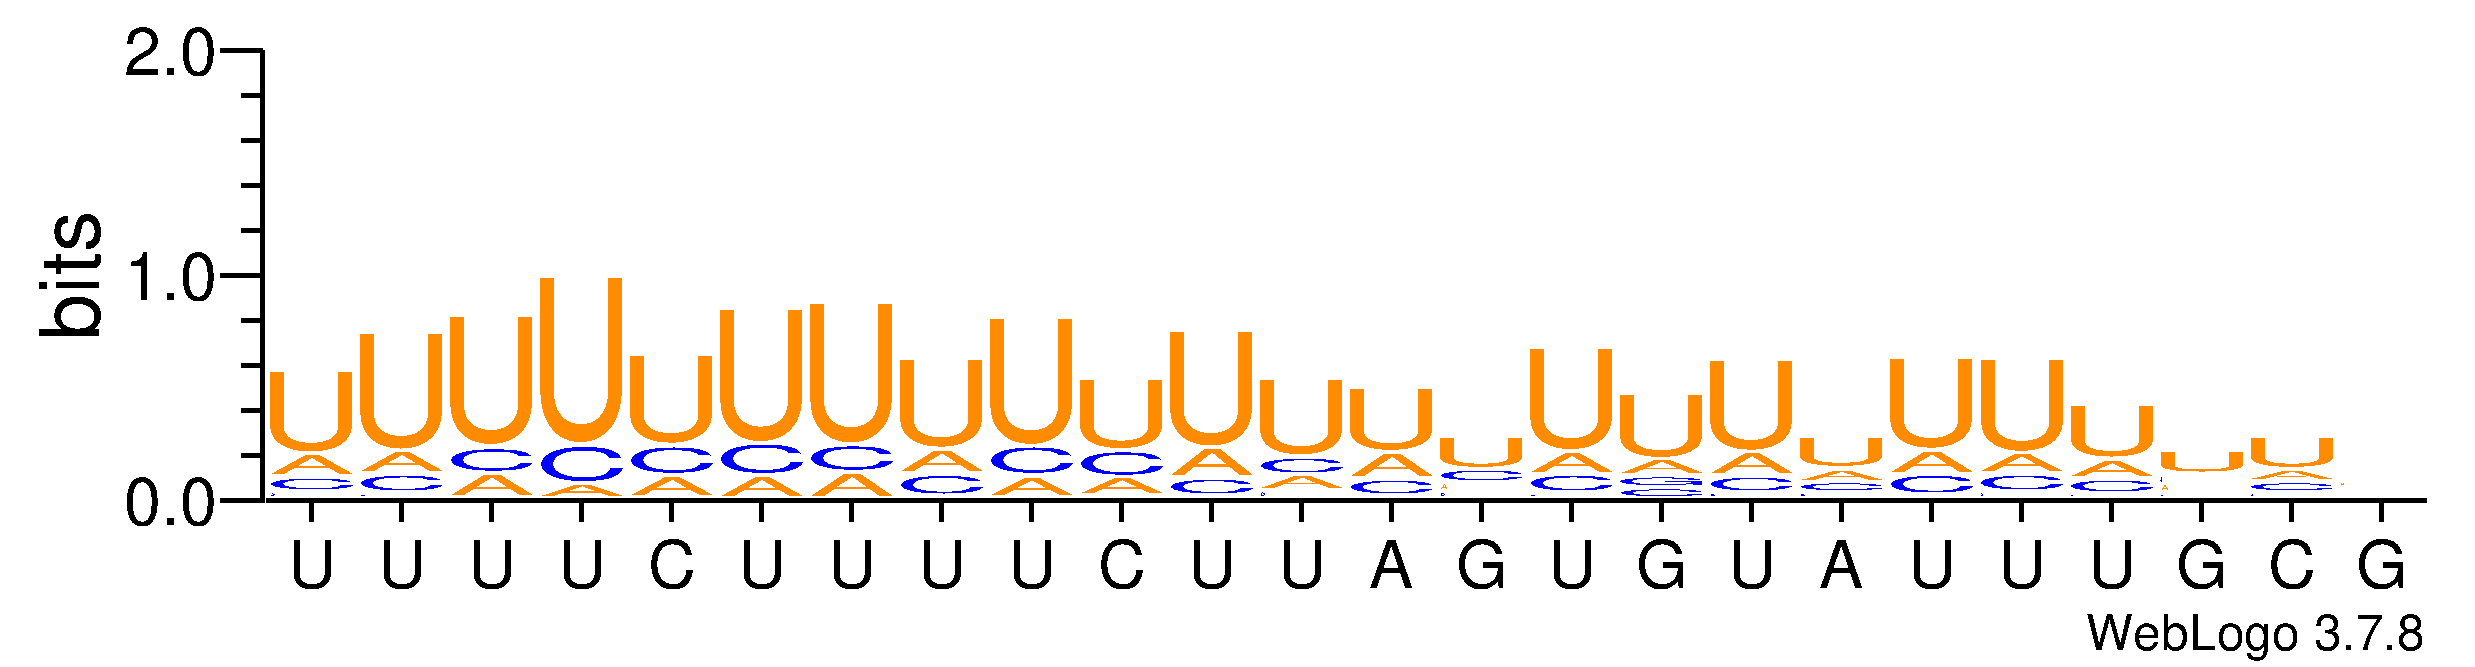 bits
2.0
1.0
0.0
U U U U C U U U U C U U A G U G U A U U U G C G
WebLogo 3.7.8